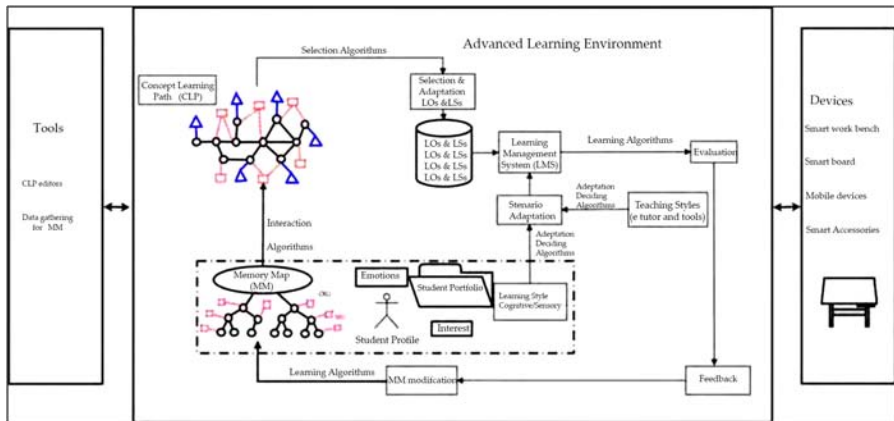 Tools
CLP editors
Data gathering
for MM
Advanced Learning Environment
Selection Algorithms
Concept Learning
Path (CLP)
Selection &
Adaptation
LOs &LSs
LOs & LSs
LOs & LSs
LOs & LSs
LOs & LSs
Learning
Management
System (LMS)
Learning Algorithms
Evaluation
Stenario
Adaptation
Adeptation
Deciding
Algorithms
Teaching Styles
(e tutor and tools)
Adeptation
Deciding
Algorithms
Interaction
Algorithms
Memory Map
(MM)
Emotions
Student Portfolio
Learning Style
Cognitive/Sensory
Interest
Student Profile
Learning Algorithms
MM modifcation
Feedback
Devices
Smart work bench
Smart board
Mobile devices
Smart Accessories